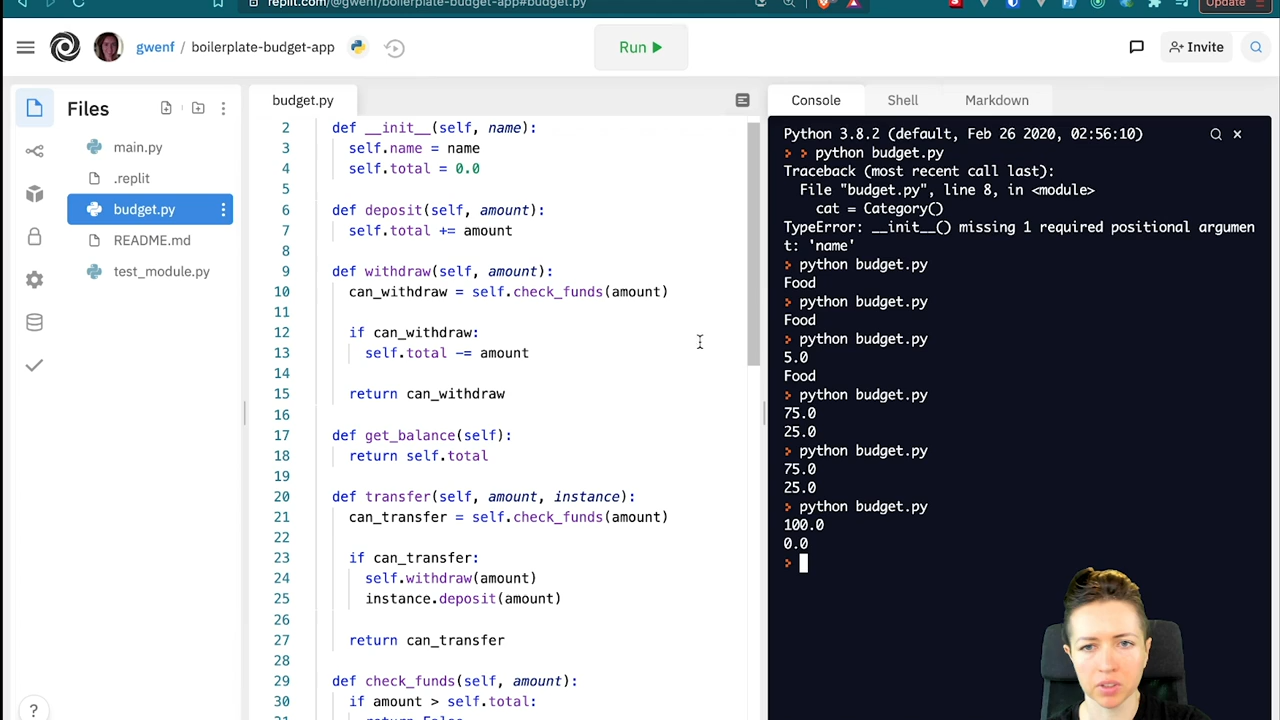 replit.com/@gwenf/boilerplate-budget-app#budget.py
Update
gwenf / boilerplate-budget-app
Run
Invite
Files
main.py
.replit
budget.py
README.md
test_module.py
?
budget.py
2 def __init__(self, name):
3 self.name = name
4 self.total = 0.0
5
6 def deposit(self, amount):
7 self.total += amount
8
9 def withdraw(self, amount):
10 can_withdraw = self.check_funds(amount)
11
12 if can_withdraw:
13 self.total -= amount
14
15 return can_withdraw
16
17 def get_balance(self):
18 return self.total
19
20 def transfer(self, amount, instance):
21 can_transfer = self.check_funds(amount)
22
23 if can_transfer:
24 self.withdraw(amount)
25 instance.deposit(amount)
26
27 return can_transfer
28
29 def check_funds(self, amount):
30 if amount > self.total:
31 return False
Console Shell Markdown
Python 3.8.2 (default, Feb 26 2020, 02:56:10)
> > python budget.py
Traceback (most recent call last):
File "budget.py", line 8, in <module>
cat = Category()
TypeError: __init__() missing 1 required positional argumen
t: 'name'
> python budget.py
Food
> python budget.py
Food
> python budget.py
5.0
Food
> python budget.py
75.0
25.0
> python budget.py
75.0
25.0
> python budget.py
100.0
0.0
>